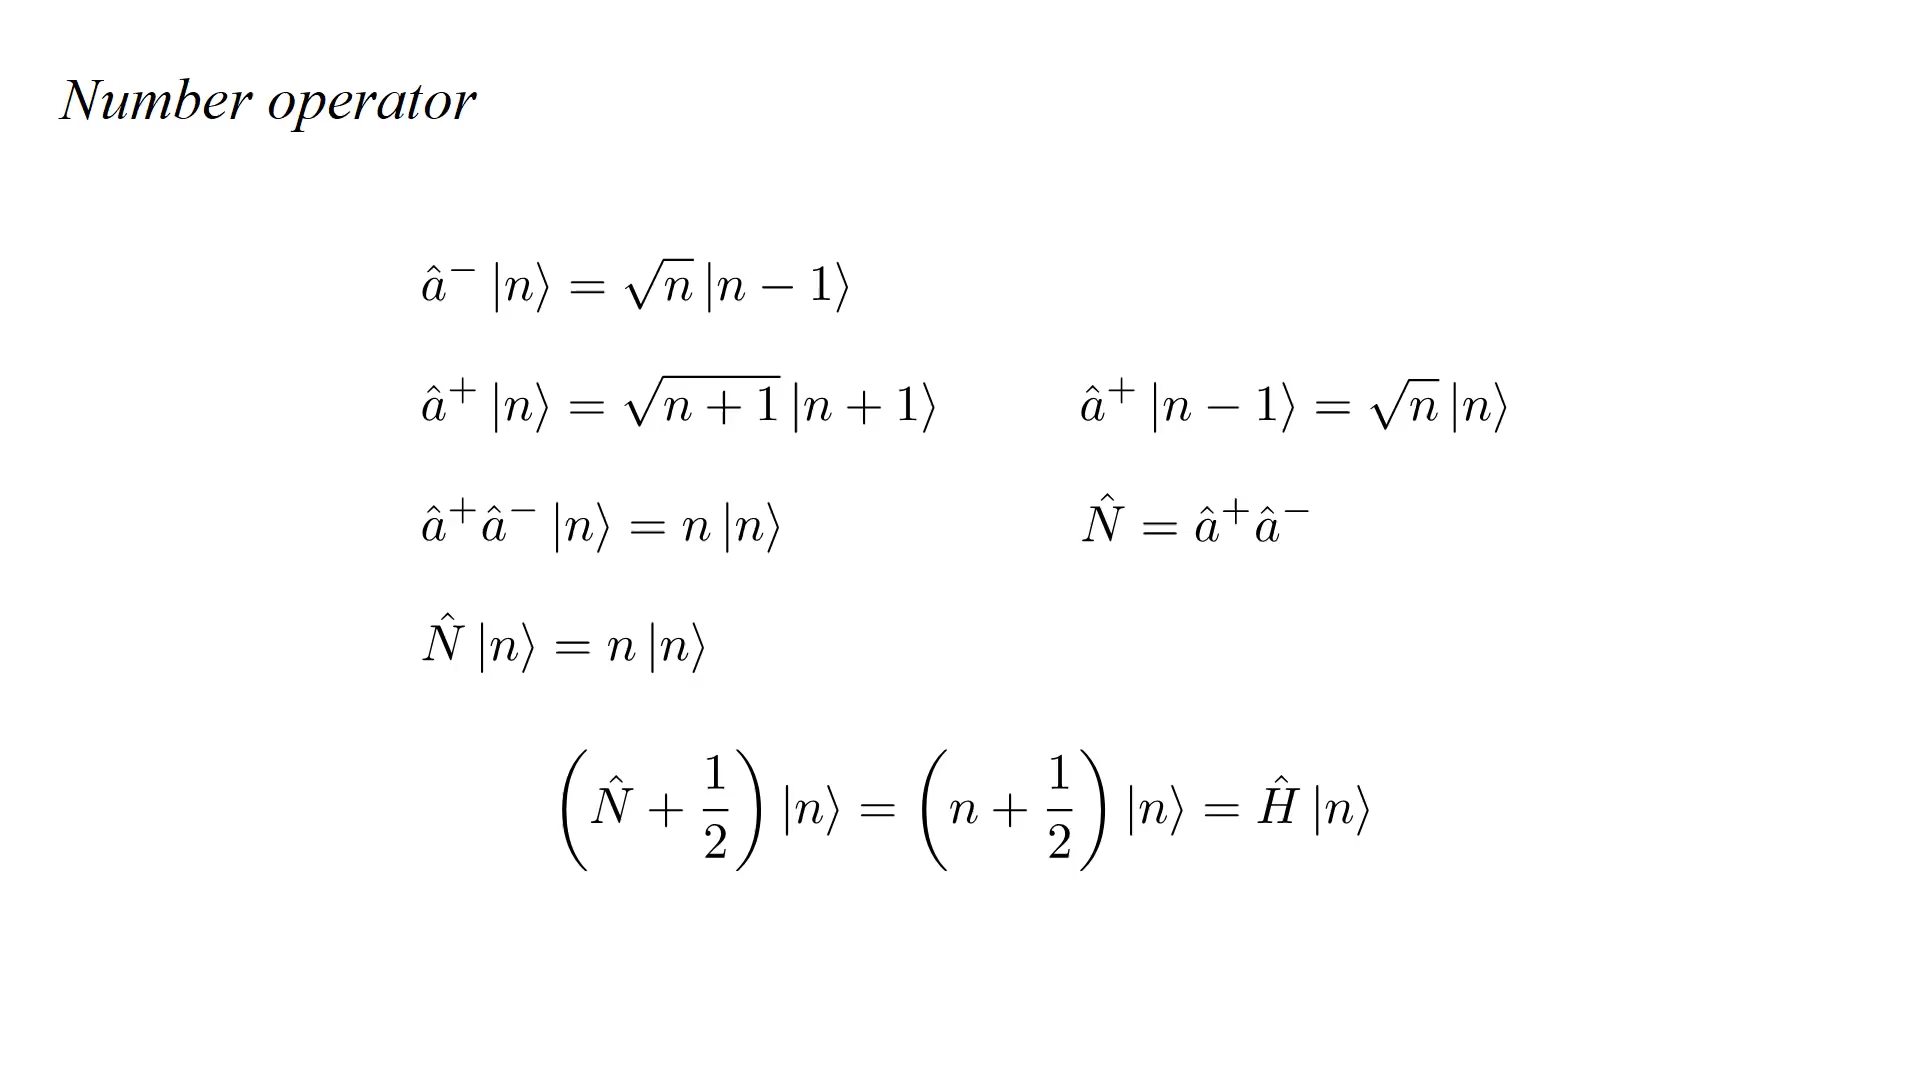 Number operator
â⁻ |n⟩ = √n |n − 1⟩
â⁺ |n⟩ = √(n + 1) |n + 1⟩ â⁺ |n − 1⟩ = √n |n⟩
â⁺â⁻ |n⟩ = n |n⟩ N̂ = â⁺â⁻
N̂ |n⟩ = n |n⟩
(N̂ + 1/2) |n⟩ = (n + 1/2) |n⟩ = Ĥ |n⟩